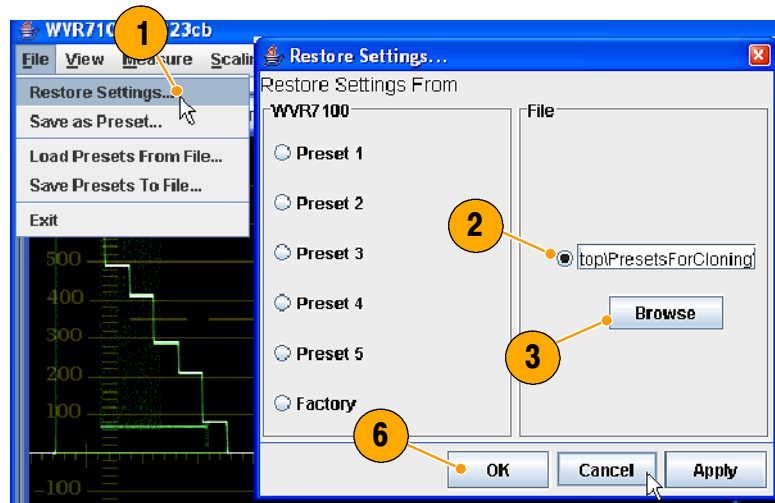 WVR710 23cb
1
File View Measure Scalin
Restore Settings...
Save as Preset...
Load Presets From File...
Save Presets To File...
Exit
500
400
300
200
100
-100
Restore Settings...
Restore Settings From
WVR7100
Preset 1
Preset 2
Preset 3
Preset 4
Preset 5
Factory
File
2
top\PresetsForCloning
Browse
3
6
OK Cancel Apply